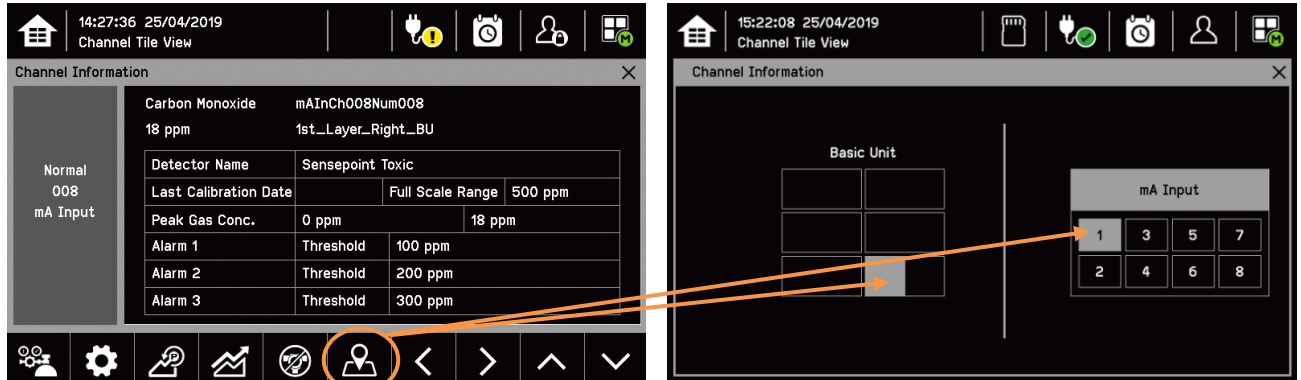 14:27:36 25/04/2019
Channel Tile View
M
Channel Information
Normal
008
mA Input
Carbon Monoxide mAInCh008Num008
18 ppm 1st_Layer_Right_BU
Detector Name Sensepoint Toxic
Last Calibration Date Full Scale Range 500 ppm
Peak Gas Conc. 0 ppm 18 ppm
Alarm 1 Threshold 100 ppm
Alarm 2 Threshold 200 ppm
Alarm 3 Threshold 300 ppm
P
15:22:08 25/04/2019
Channel Tile View
M
Channel Information
Basic Unit
mA Input
1 3 5 7
2 4 6 8